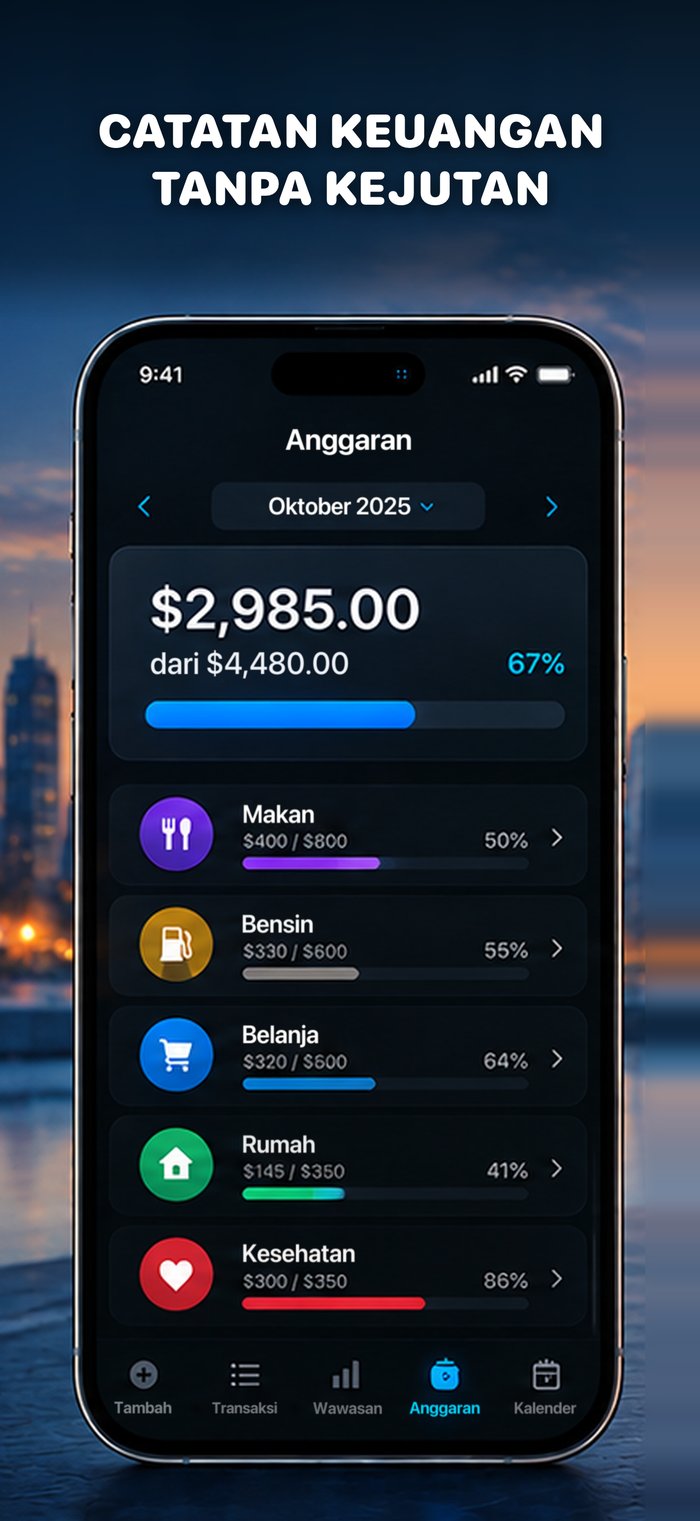 CATATAN KEUANGAN
TANPA KEJUTAN
9:41
Anggaran
Oktober 2025
$2,985.00
dari $4,480.00
67%
Makan
$400 / $800
50%
Bensin
$330 / $600
55%
Belanja
$320 / $600
64%
Rumah
$145 / $350
41%
Kesehatan
$300 / $350
86%
Tambah
Transaksi
Wawasan
Anggaran
Kalender